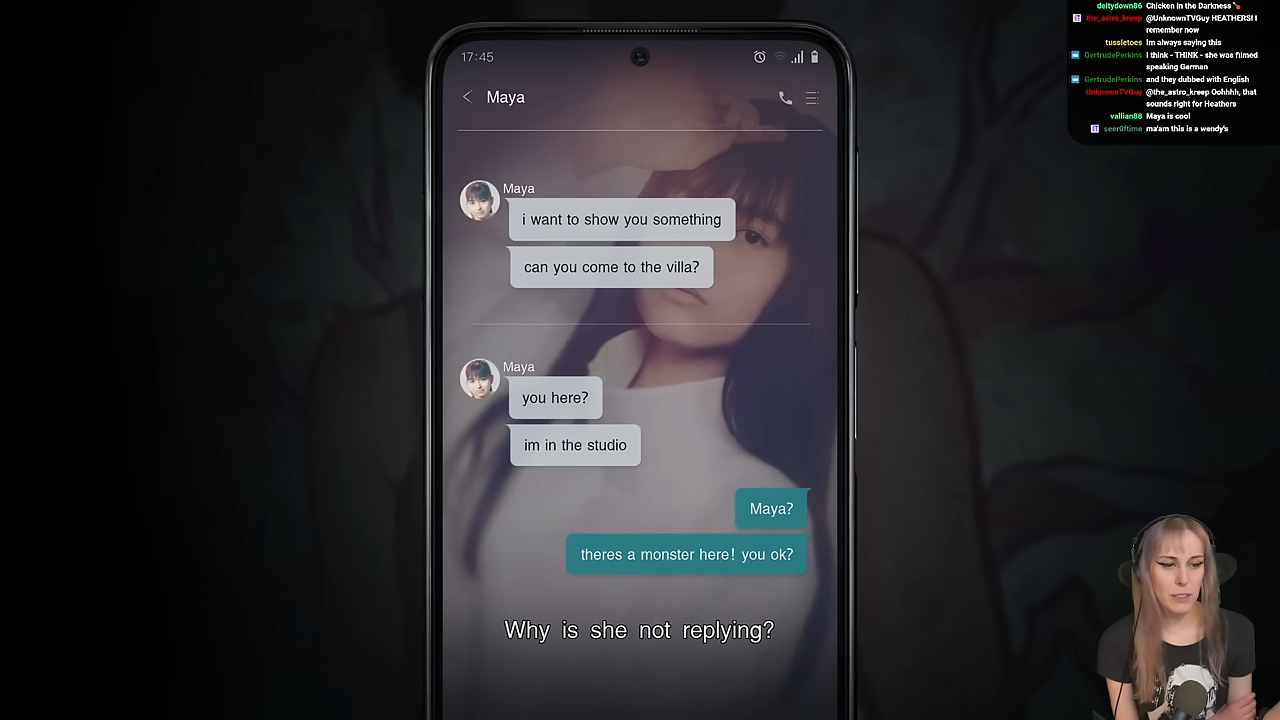 17:45
Maya
Maya
i want to show you something
can you come to the villa?
Maya
you here?
im in the studio
Maya?
theres a monster here! you ok?
Why is she not replying?
deltydown86 Chicken in the Darkness
the_astro_kreep @UnknownTVGuy HEATHERS! I
remember now
tussletoes Im always saying this
GertrudePerkins I think - THINK - she was filmed
speaking German
GertrudePerkins and they dubbed with English
UnknownTVGuy @the_astro_kreep Oohhhh, that
sounds right for Heathers
vallian88 Maya is cool
seer0ftime ma'am this is a wendy's